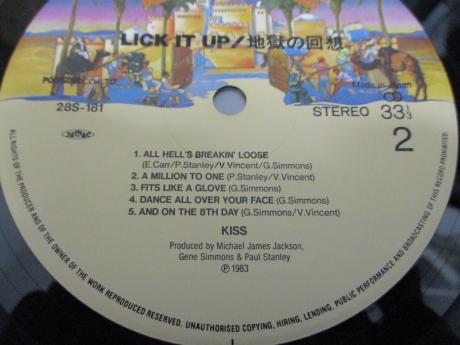 LICK IT UP/地獄の回想
28S-181
STEREO 33⅓
2
1. ALL HELL'S BREAKIN' LOOSE
(E.Carr/P.Stanley/V.Vincent/G.Simmons)
2. A MILLION TO ONE (P.Stanley/V.Vincent)
3. FITS LIKE A GLOVE (G.Simmons)
4. DANCE ALL OVER YOUR FACE (G.Simmons)
5. AND ON THE 8TH DAY (G.Simmons/V.Vincent)
KISS
Produced by Michael James Jackson,
Gene Simmons & Paul Stanley
Ⓟ1983
ALL RIGHTS OF THE PRODUCER AND OF THE OWNER OF THE WORK REPRODUCED RESERVED. UNAUTHORISED COPYING, HIRING, LENDING, PUBLIC PERFORMANCE AND BROADCASTING OF THIS RECORD PROHIBITED.